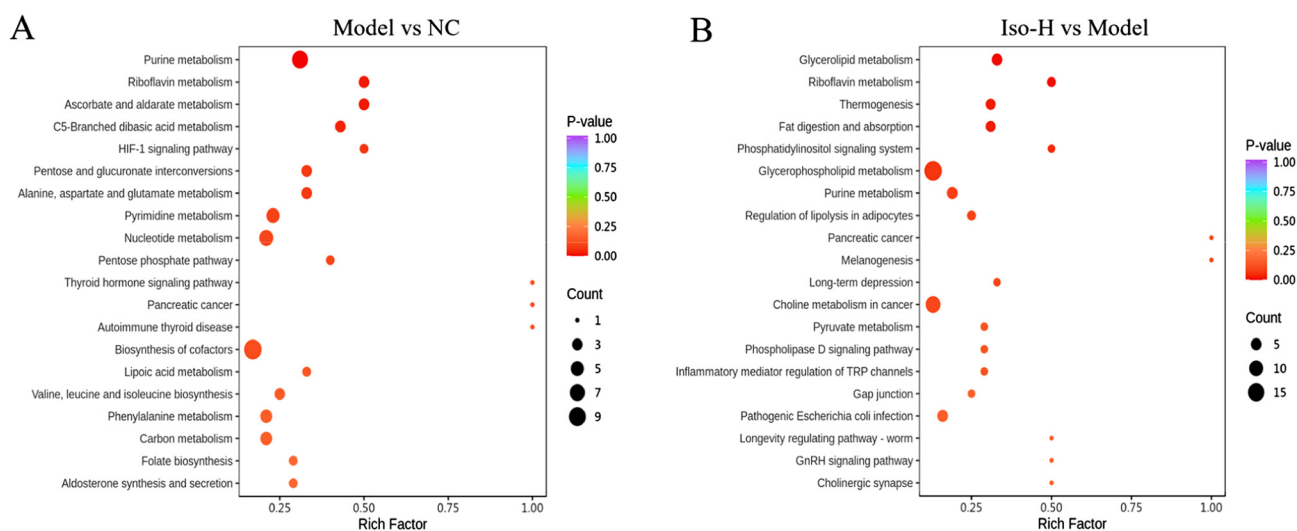 A
Model vs NC
Purine metabolism
Riboflavin metabolism
Ascorbate and aldarate metabolism
C5-Branched dibasic acid metabolism
HIF-1 signaling pathway
Pentose and glucuronate interconversions
Alanine, aspartate and glutamate metabolism
Pyrimidine metabolism
Nucleotide metabolism
Pentose phosphate pathway
Thyroid hormone signaling pathway
Pancreatic cancer
Autoimmune thyroid disease
Biosynthesis of cofactors
Lipoic acid metabolism
Valine, leucine and isoleucine biosynthesis
Phenylalanine metabolism
Carbon metabolism
Folate biosynthesis
Aldosterone synthesis and secretion
0.25 0.50 0.75 1.00
Rich Factor
P-value
1.00
0.75
0.50
0.25
0.00
Count
1
3
5
7
9
B
Iso-H vs Model
Glycerolipid metabolism
Riboflavin metabolism
Thermogenesis
Fat digestion and absorption
Phosphatidylinositol signaling system
Glycerophospholipid metabolism
Purine metabolism
Regulation of lipolysis in adipocytes
Pancreatic cancer
Melanogenesis
Long-term depression
Choline metabolism in cancer
Pyruvate metabolism
Phospholipase D signaling pathway
Inflammatory mediator regulation of TRP channels
Gap junction
Pathogenic Escherichia coli infection
Longevity regulating pathway - worm
GnRH signaling pathway
Cholinergic synapse
0.25 0.50 0.75 1.00
Rich Factor
P-value
1.00
0.75
0.50
0.25
0.00
Count
5
10
15